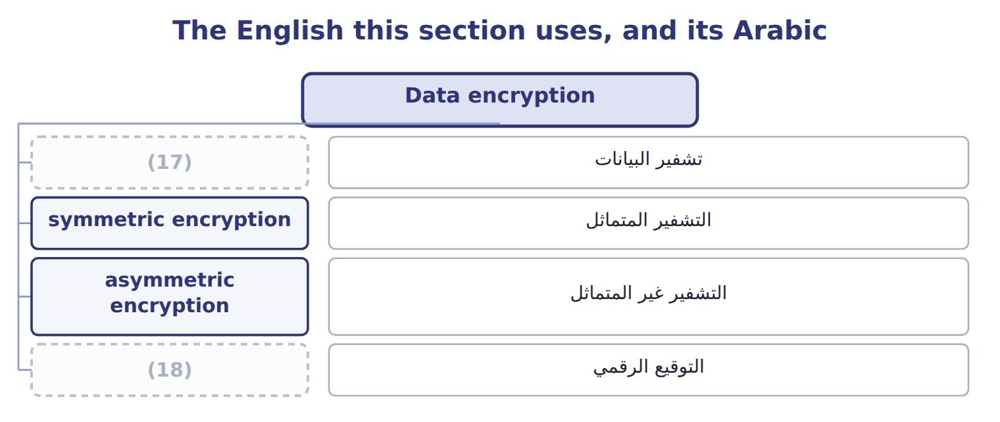 The English this section uses, and its Arabic
Data encryption
(17)
تشفير البيانات
symmetric encryption
التشفير المتماثل
asymmetric
encryption
التشفير غير المتماثل
(18)
التوقيع الرقمي